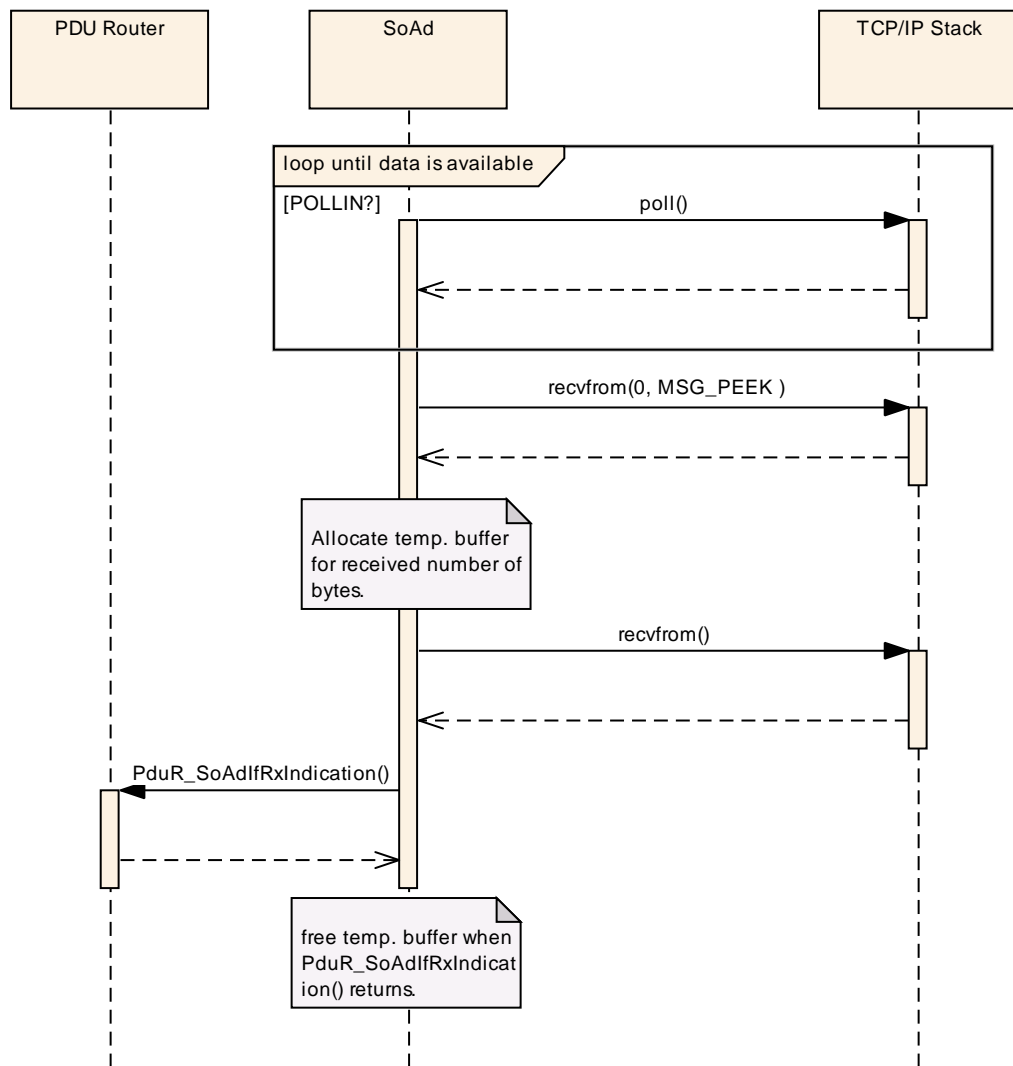 PDU Router
SoAd
TCP/IP Stack
loop until data is available
[POLLIN?]
poll()
recvfrom(0, MSG_PEEK )
Allocate temp. buffer
for received number of
bytes.
recvfrom()
PduR_SoAdIfRxIndication()
free temp. buffer when
PduR_SoAdIfRxIndicat
ion() returns.